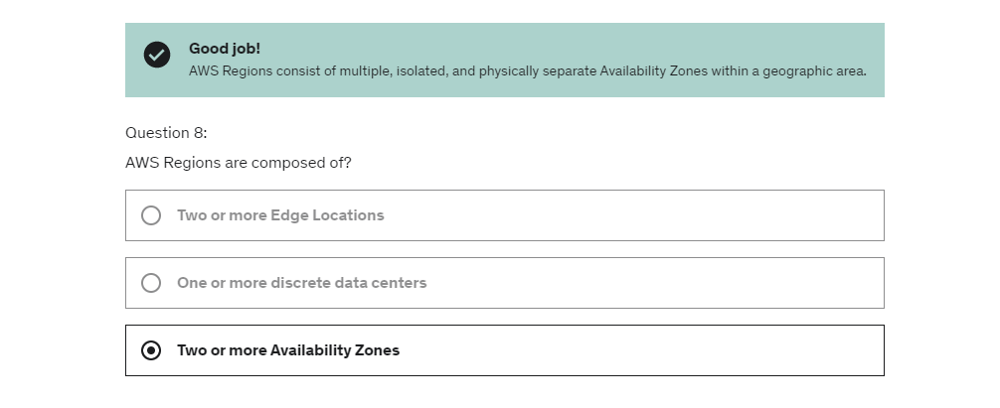 Good job!
AWS Regions consist of multiple, isolated, and physically separate Availability Zones within a geographic area.
Question 8:
AWS Regions are composed of?
Two or more Edge Locations
One or more discrete data centers
Two or more Availability Zones